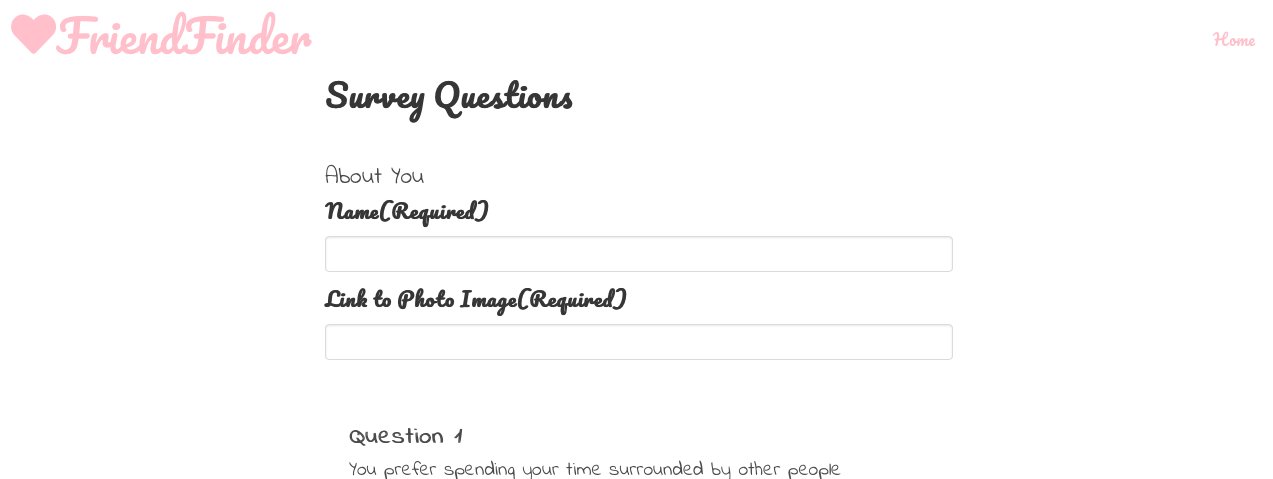 FriendFinder
Home
Survey Questions
About You
Name(Required)
Link to Photo Image(Required)
Question 1
You prefer spending your time surrounded by other people